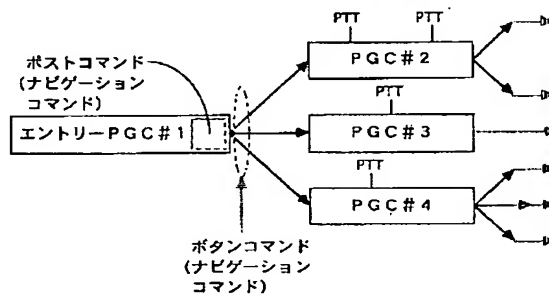 PTT
PTT
PGC#2
ポストコマンド
(ナビゲーション
コマンド)
PTT
エントリーPGC#1
PGC#3
PTT
PGC#4
ボタンコマンド
(ナビゲーション
コマンド)